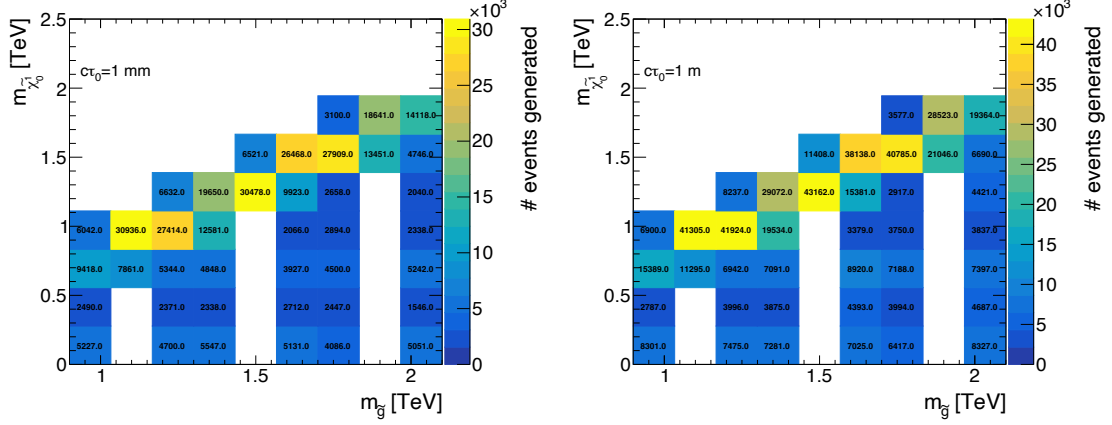 ×10³
cτ₀=1 mm
m_χ̃₀¹ [TeV]
2.5
2
1.5
1
0.5
0
3100.0 18641.0 14118.0
6521.0 26468.0 27909.0 13451.0 4746.0
6632.0 19650.0 30478.0 9923.0 2658.0 2040.0
6042.0 30936.0 27414.0 12581.0 2066.0 2894.0 2338.0
9418.0 7861.0 5344.0 4848.0 3927.0 4500.0 5242.0
2490.0 2371.0 2338.0 2712.0 2447.0 1546.0
5227.0 4700.0 5547.0 5131.0 4086.0 5051.0
1 1.5 2
m_g̃ [TeV]
30
25
20
15
10
5
0
# events generated
×10³
cτ₀=1 m
m_χ̃₀¹ [TeV]
2.5
2
1.5
1
0.5
0
3577.0 28523.0 19364.0
11408.0 38138.0 40785.0 21046.0 6690.0
8237.0 29072.0 43162.0 15381.0 2917.0 4421.0
6900.0 41305.0 41924.0 19534.0 3379.0 3750.0 3837.0
15389.0 11295.0 6942.0 7091.0 8920.0 7188.0 7397.0
2787.0 3996.0 3875.0 4393.0 3994.0 4687.0
8301.0 7475.0 7281.0 7025.0 6417.0 8327.0
1 1.5 2
m_g̃ [TeV]
40
35
30
25
20
15
10
5
0
# events generated